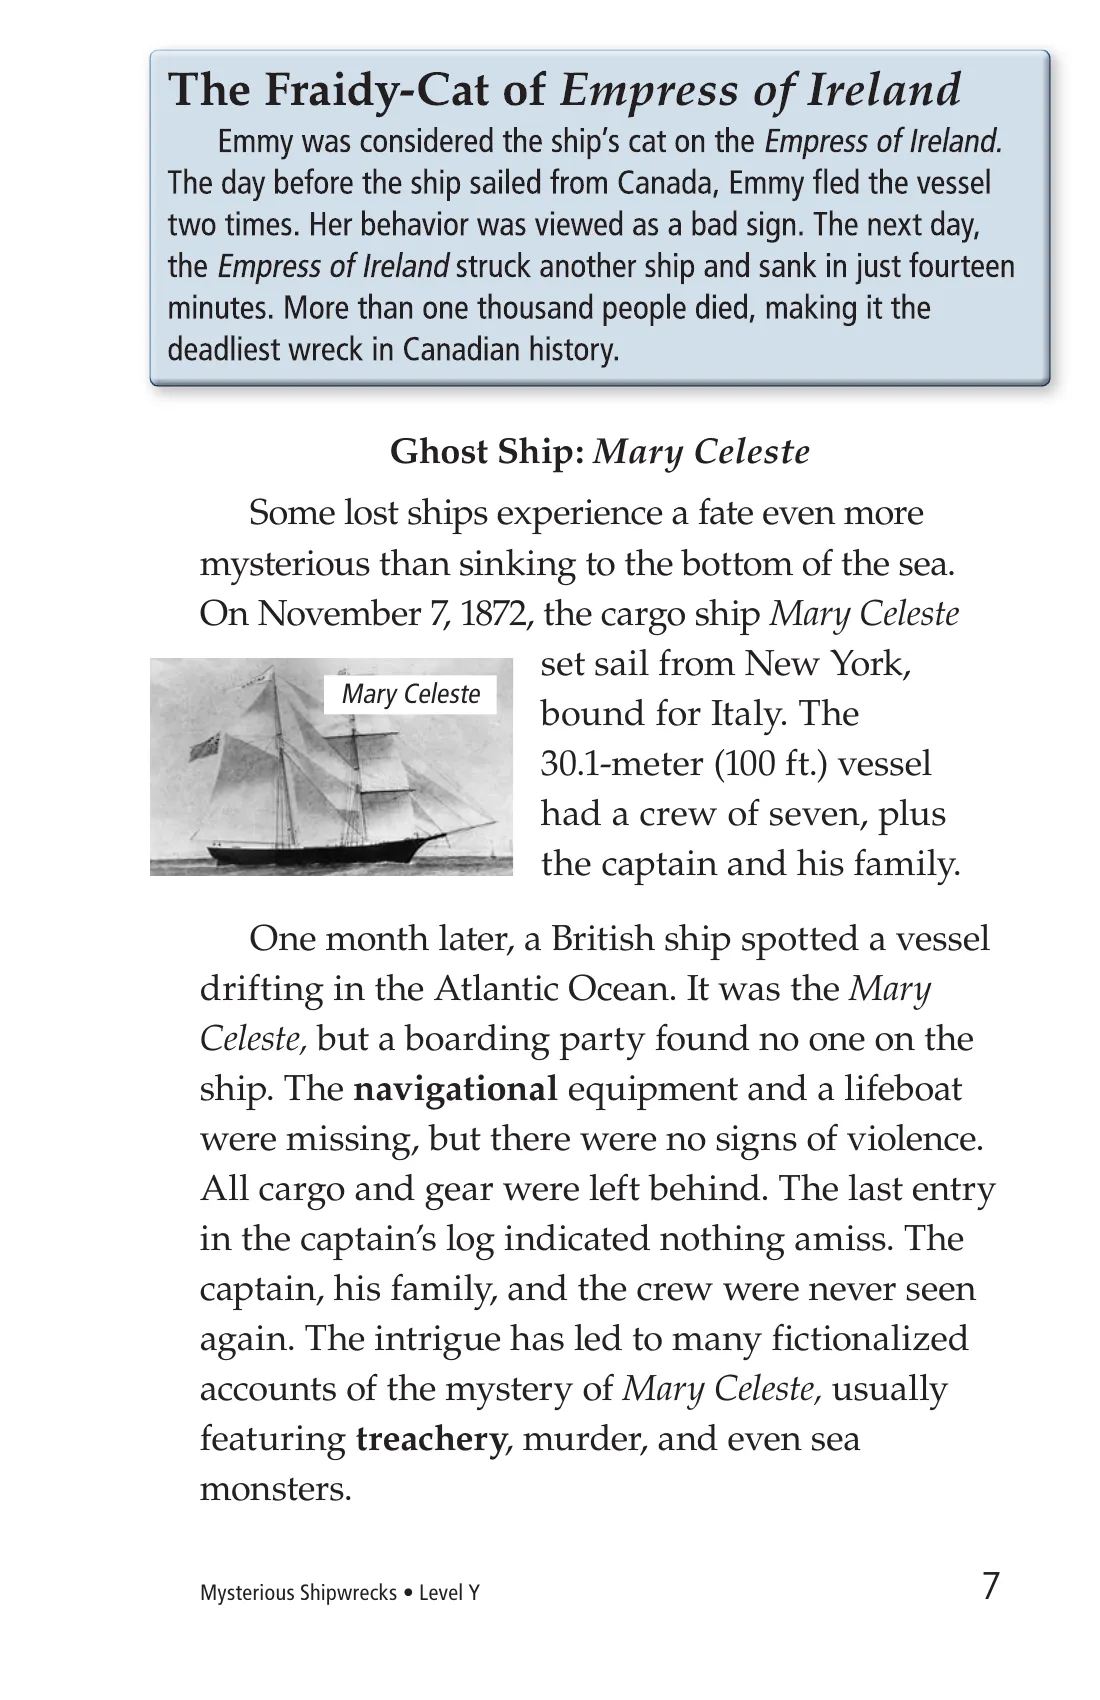 The Fraidy-Cat of Empress of Ireland
Emmy was considered the ship's cat on the Empress of Ireland.
The day before the ship sailed from Canada, Emmy fled the vessel
two times. Her behavior was viewed as a bad sign. The next day,
the Empress of Ireland struck another ship and sank in just fourteen
minutes. More than one thousand people died, making it the
deadliest wreck in Canadian history.
Ghost Ship: Mary Celeste
Some lost ships experience a fate even more
mysterious than sinking to the bottom of the sea.
On November 7, 1872, the cargo ship Mary Celeste
set sail from New York,
bound for Italy. The
30.1-meter (100 ft.) vessel
had a crew of seven, plus
the captain and his family.
Mary Celeste
One month later, a British ship spotted a vessel
drifting in the Atlantic Ocean. It was the Mary
Celeste, but a boarding party found no one on the
ship. The navigational equipment and a lifeboat
were missing, but there were no signs of violence.
All cargo and gear were left behind. The last entry
in the captain's log indicated nothing amiss. The
captain, his family, and the crew were never seen
again. The intrigue has led to many fictionalized
accounts of the mystery of Mary Celeste, usually
featuring treachery, murder, and even sea
monsters.
Mysterious Shipwrecks • Level Y
7